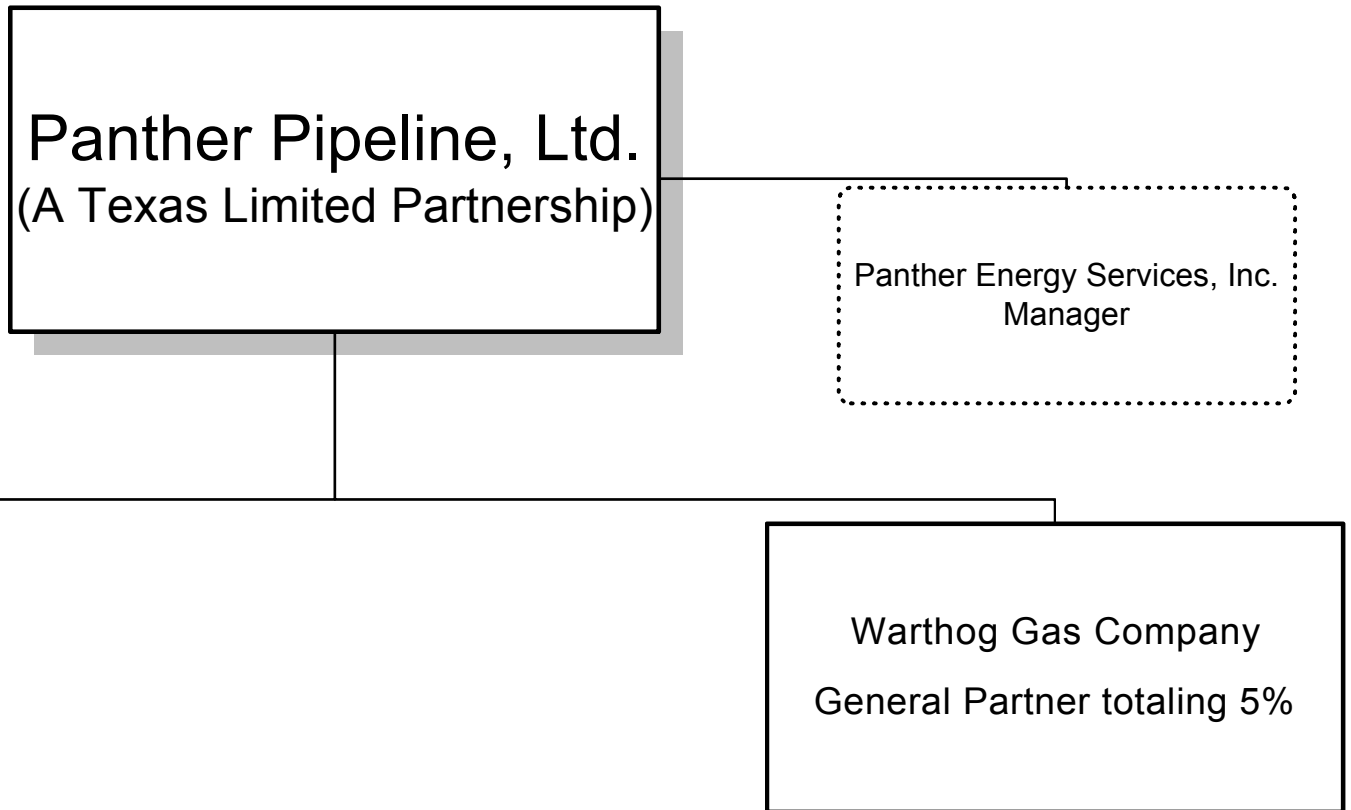 Panther Pipeline, Ltd.
(A Texas Limited Partnership)
Panther Energy Services, Inc.
Manager
Warthog Gas Company
General Partner totaling 5%